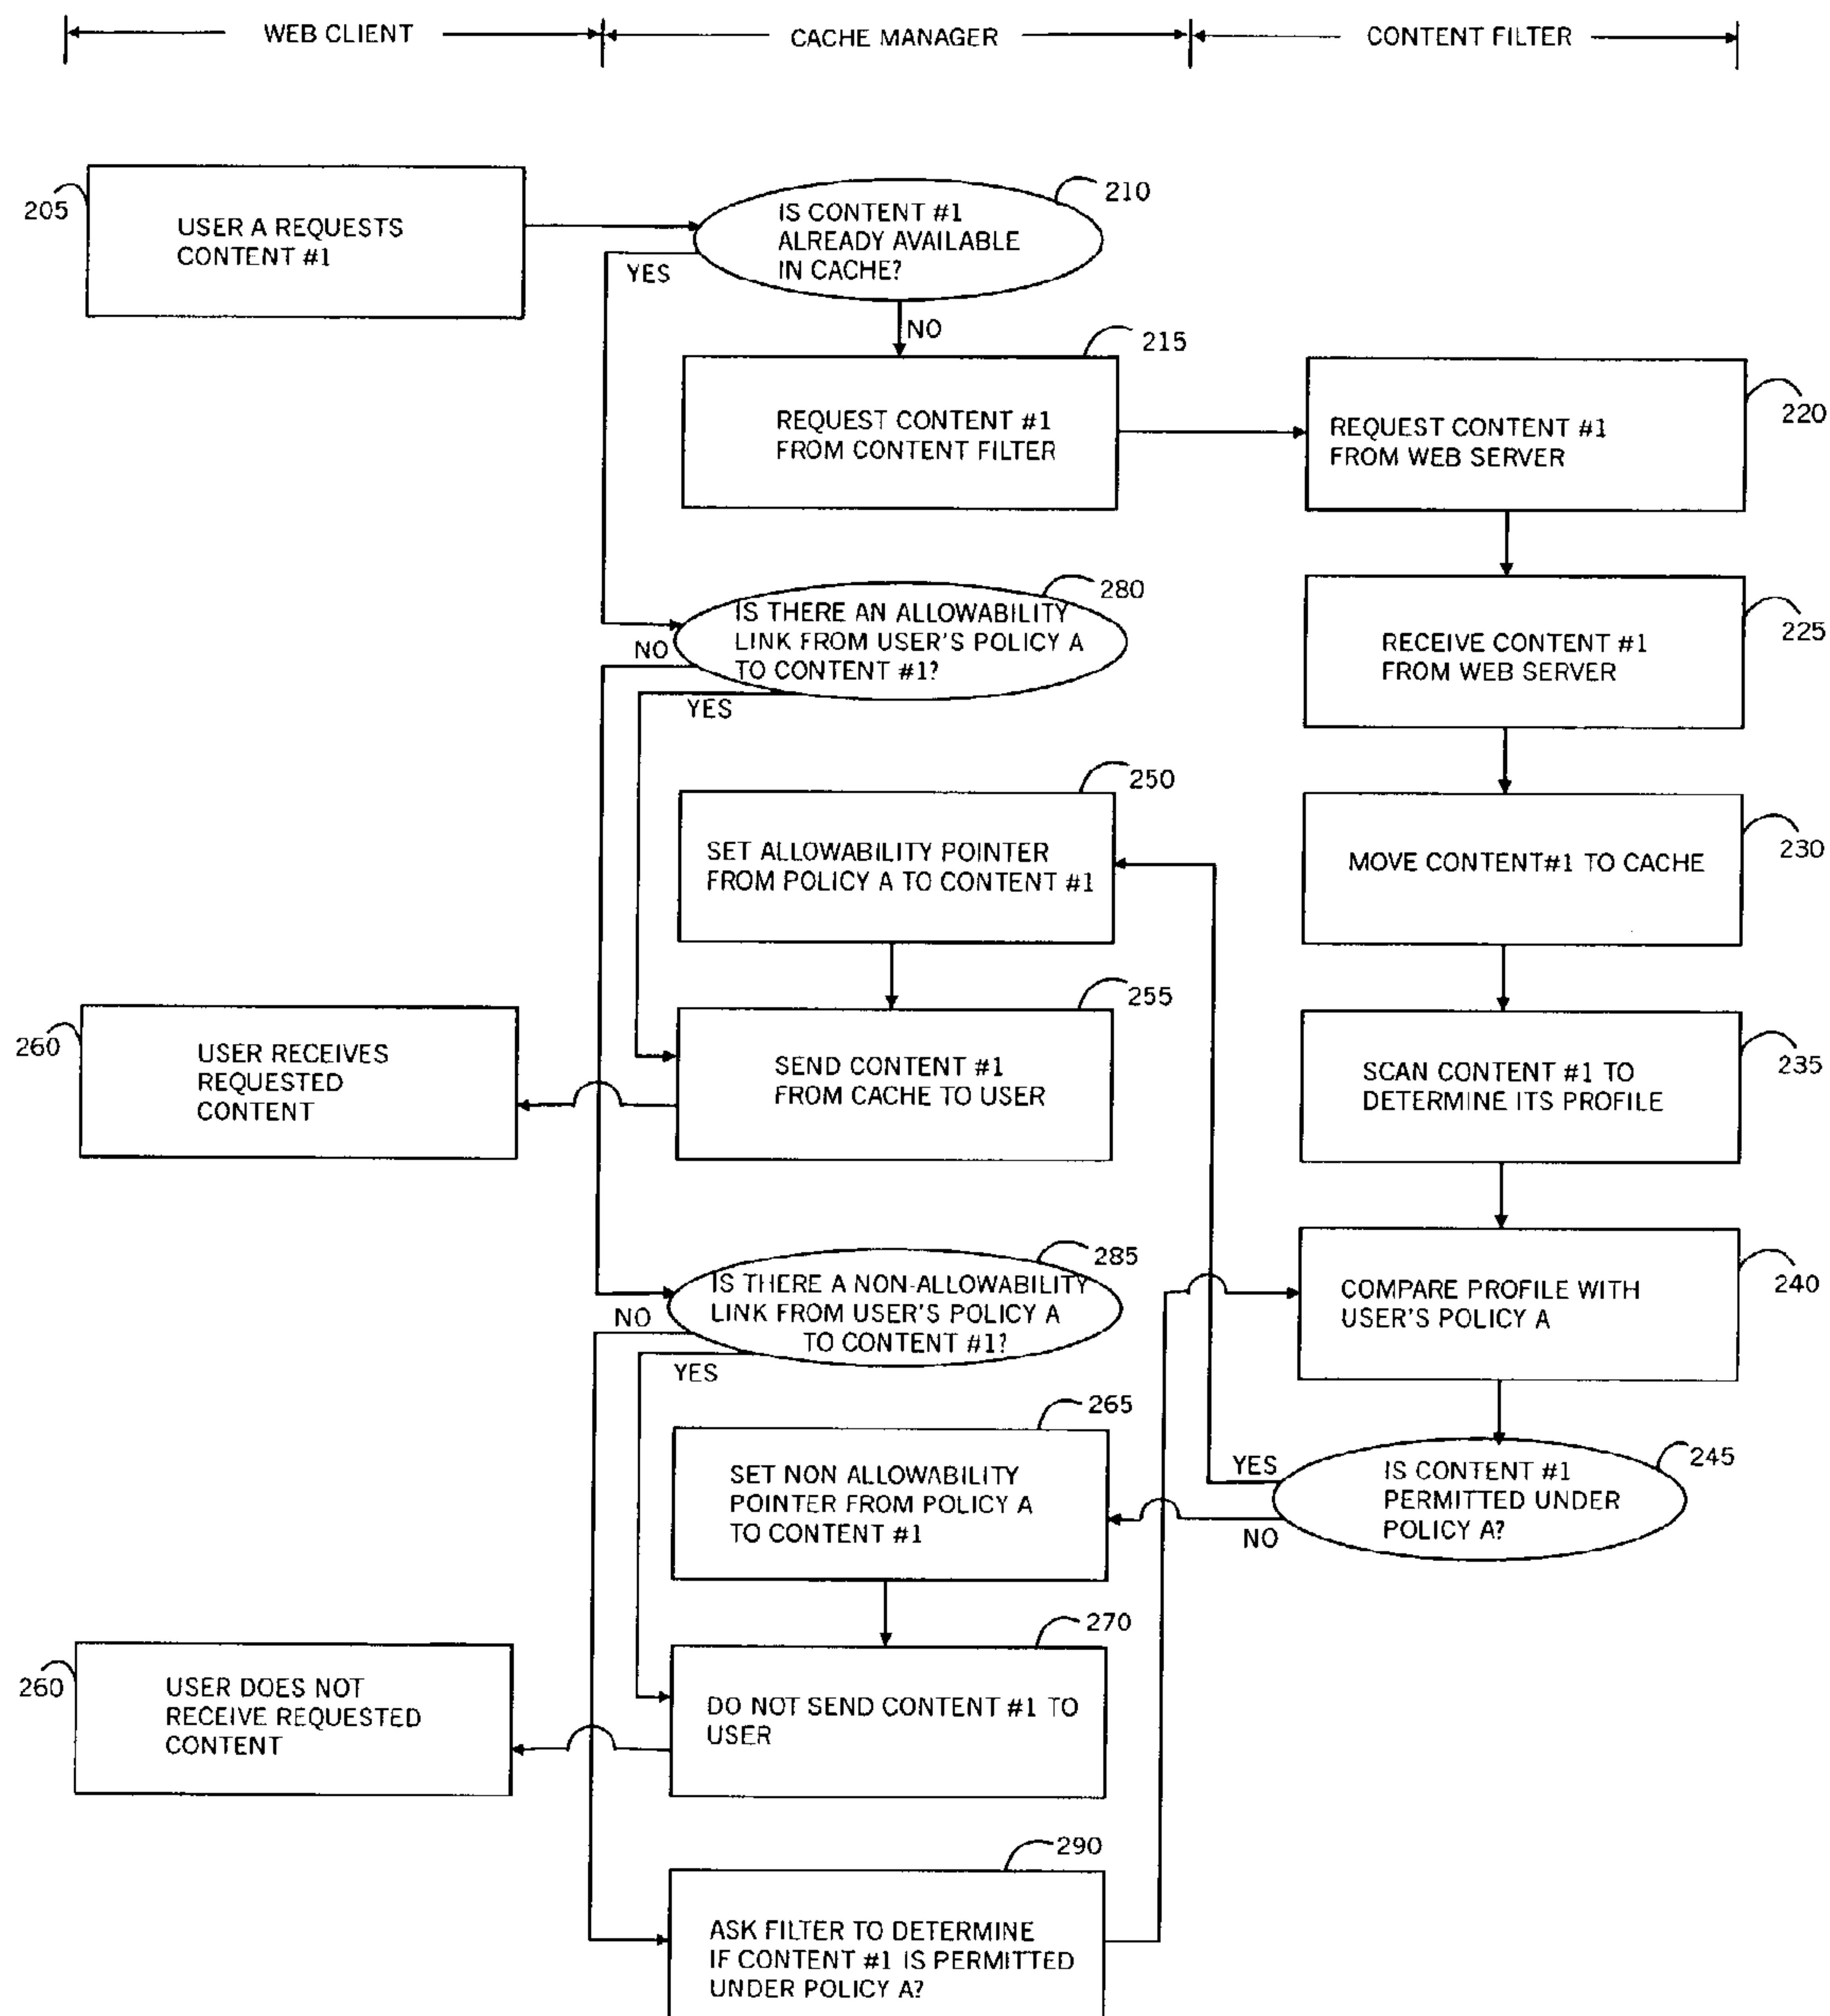 WEB CLIENT
CACHE MANAGER
CONTENT FILTER
205
USER A REQUESTS
CONTENT #1
210
IS CONTENT #1
ALREADY AVAILABLE
IN CACHE?
YES
NO
215
REQUEST CONTENT #1
FROM CONTENT FILTER
220
REQUEST CONTENT #1
FROM WEB SERVER
280
IS THERE AN ALLOWABILITY
LINK FROM USER'S POLICY A
TO CONTENT #1?
NO
YES
225
RECEIVE CONTENT #1
FROM WEB SERVER
250
SET ALLOWABILITY POINTER
FROM POLICY A TO CONTENT #1
230
MOVE CONTENT#1 TO CACHE
260
USER RECEIVES
REQUESTED
CONTENT
255
SEND CONTENT #1
FROM CACHE TO USER
235
SCAN CONTENT #1 TO
DETERMINE ITS PROFILE
285
IS THERE A NON-ALLOWABILITY
LINK FROM USER'S POLICY A
TO CONTENT #1?
NO
YES
240
COMPARE PROFILE WITH
USER'S POLICY A
265
SET NON ALLOWABILITY
POINTER FROM POLICY A
TO CONTENT #1
245
IS CONTENT #1
PERMITTED UNDER
POLICY A?
YES
NO
260
USER DOES NOT
RECEIVE REQUESTED
CONTENT
270
DO NOT SEND CONTENT #1 TO
USER
290
ASK FILTER TO DETERMINE
IF CONTENT #1 IS PERMITTED
UNDER POLICY A?